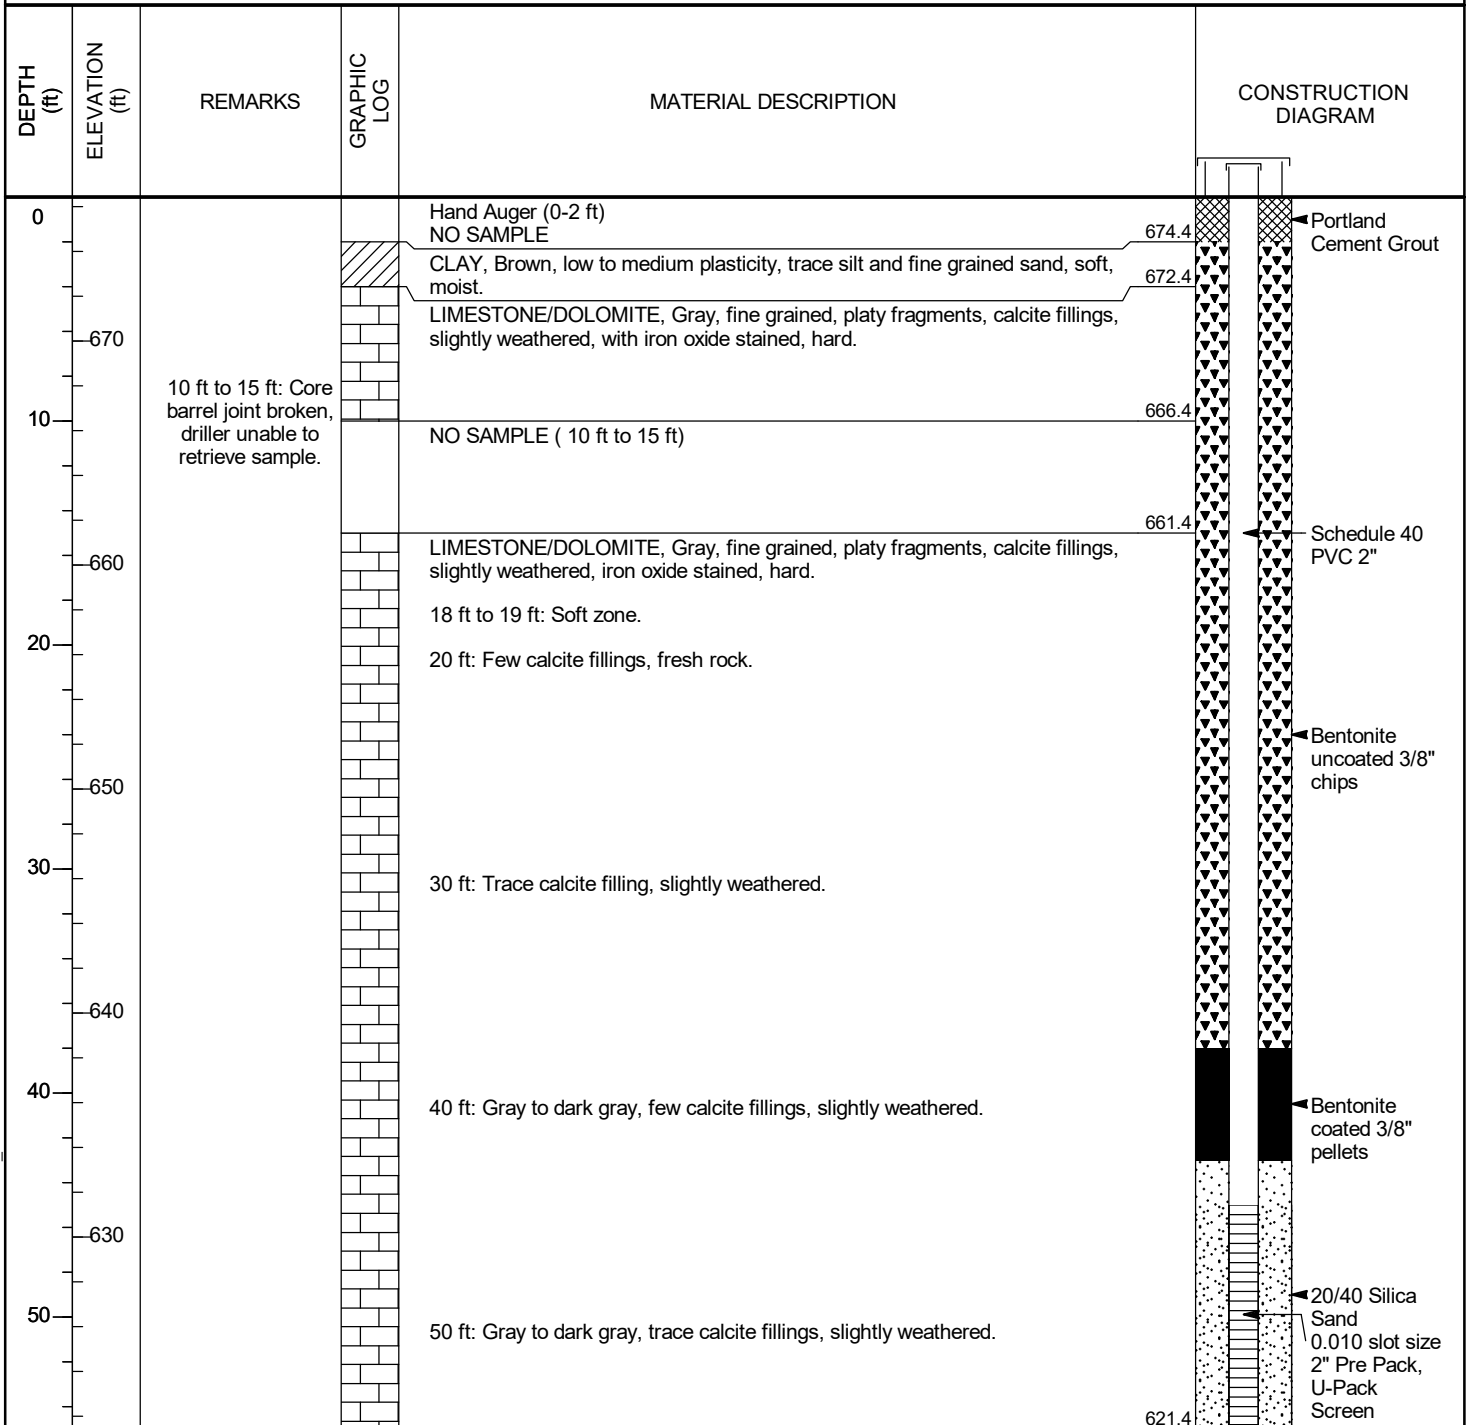 DEPTH
(ft)
ELEVATION
(ft)
REMARKS
GRAPHIC
LOG
MATERIAL DESCRIPTION
CONSTRUCTION
DIAGRAM
0
Hand Auger (0-2 ft)
NO SAMPLE
674.4
Portland
Cement Grout
CLAY, Brown, low to medium plasticity, trace silt and fine grained sand, soft,
moist.
672.4
LIMESTONE/DOLOMITE, Gray, fine grained, platy fragments, calcite fillings,
slightly weathered, with iron oxide stained, hard.
670
10 ft to 15 ft: Core
barrel joint broken,
driller unable to
retrieve sample.
10
666.4
NO SAMPLE ( 10 ft to 15 ft)
661.4
Schedule 40
PVC 2"
LIMESTONE/DOLOMITE, Gray, fine grained, platy fragments, calcite fillings,
slightly weathered, iron oxide stained, hard.
660
18 ft to 19 ft: Soft zone.
20
20 ft: Few calcite fillings, fresh rock.
Bentonite
uncoated 3/8"
chips
650
30
30 ft: Trace calcite filling, slightly weathered.
640
40
40 ft: Gray to dark gray, few calcite fillings, slightly weathered.
Bentonite
coated 3/8"
pellets
630
50
50 ft: Gray to dark gray, trace calcite fillings, slightly weathered.
20/40 Silica
Sand
0.010 slot size
2" Pre Pack,
U-Pack
Screen
621.4